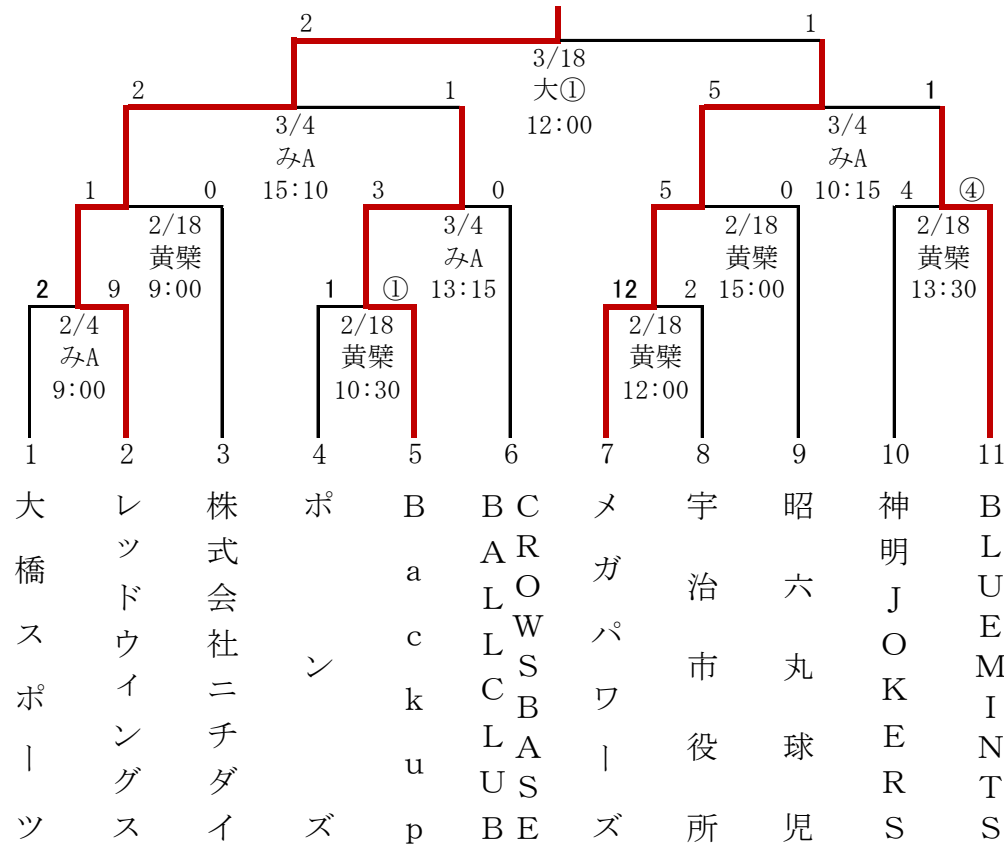 2 1
3/18
大①
12:00
2 1 5 1
3/4
みA
15:10
3/4
みA
10:15
1 0 3 0 5 0 4 ④
2/18
黄檗
9:00
3/4
みA
13:15
2/18
黄檗
15:00
2/18
黄檗
13:30
2 9 1 ① 12 2
2/4
みA
9:00
2/18
黄檗
10:30
2/18
黄檗
12:00
1 2 3 4 5 6 7 8 9 10 11
大橋スポーツ
レッドウィングス
株式会社ニチダイ
ポンズ
Backup
CROWSBASE
BALLCLUB
メガパワーズ
宇治市役所
昭六丸球児
神明JOKERS
BLUEMINTS